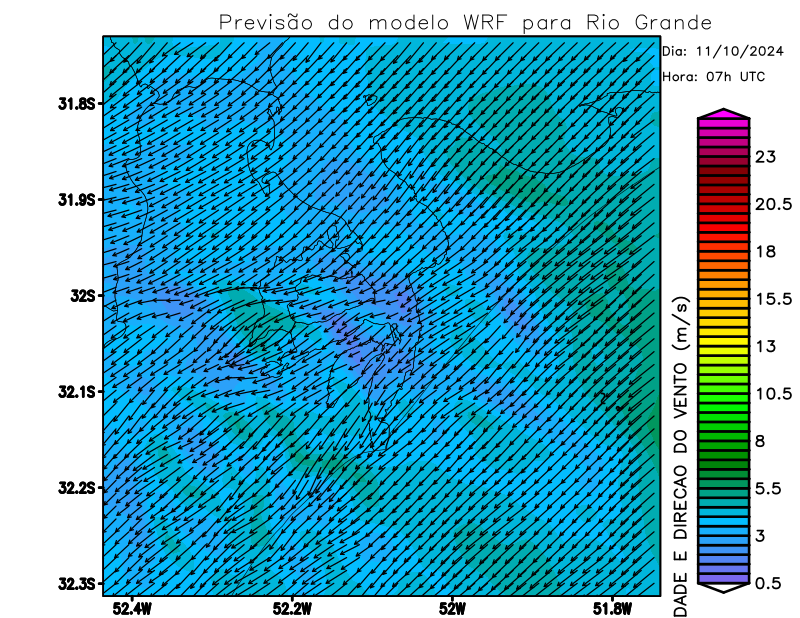 Previsão do modelo WRF para Rio Grande
Dia: 11/10/2024
Hora: 07h UTC
31.8S
31.9S
32S
32.1S
32.2S
32.3S
52.4W
52.2W
52W
51.8W
23
20.5
18
15.5
13
10.5
8
5.5
3
0.5
DADE E DIRECAO DO VENTO (m/s)